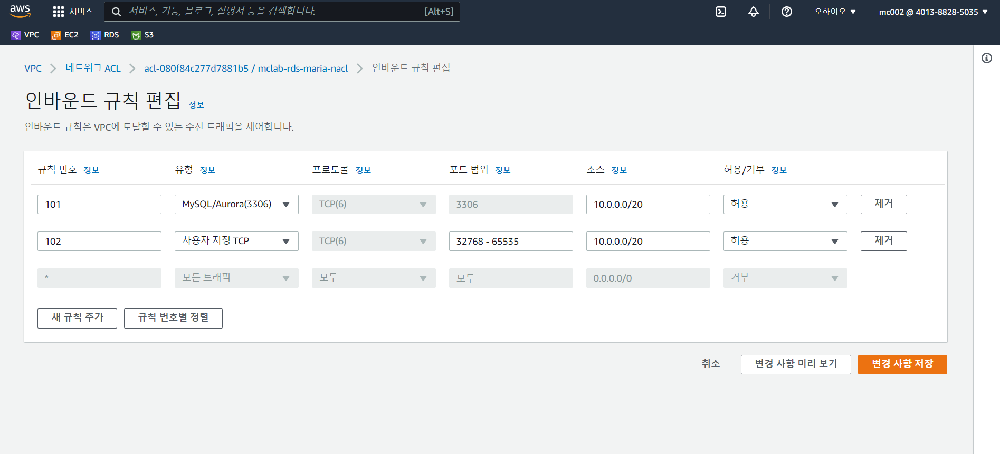 aws 서비스 서비스, 기능, 블로그, 설명서 등을 검색합니다. [Alt+S] 오하이오 ▼ mc002 @ 4013-8828-5035 ▼
VPC EC2 RDS S3
VPC > 네트워크 ACL > acl-080f84c277d7881b5 / mclab-rds-maria-nacl > 인바운드 규칙 편집
인바운드 규칙 편집 정보
인바운드 규칙은 VPC에 도달할 수 있는 수신 트래픽을 제어합니다.
규칙 번호 정보 유형 정보 프로토콜 정보 포트 범위 정보 소스 정보 허용/거부 정보
101 MySQL/Aurora(3306) TCP(6) 3306 10.0.0.0/20 허용 제거
102 사용자 지정 TCP TCP(6) 32768 - 65535 10.0.0.0/20 허용 제거
* 모든 트래픽 모두 모두 0.0.0.0/0 거부
새 규칙 추가 규칙 번호별 정렬
취소 변경 사항 미리 보기 변경 사항 저장